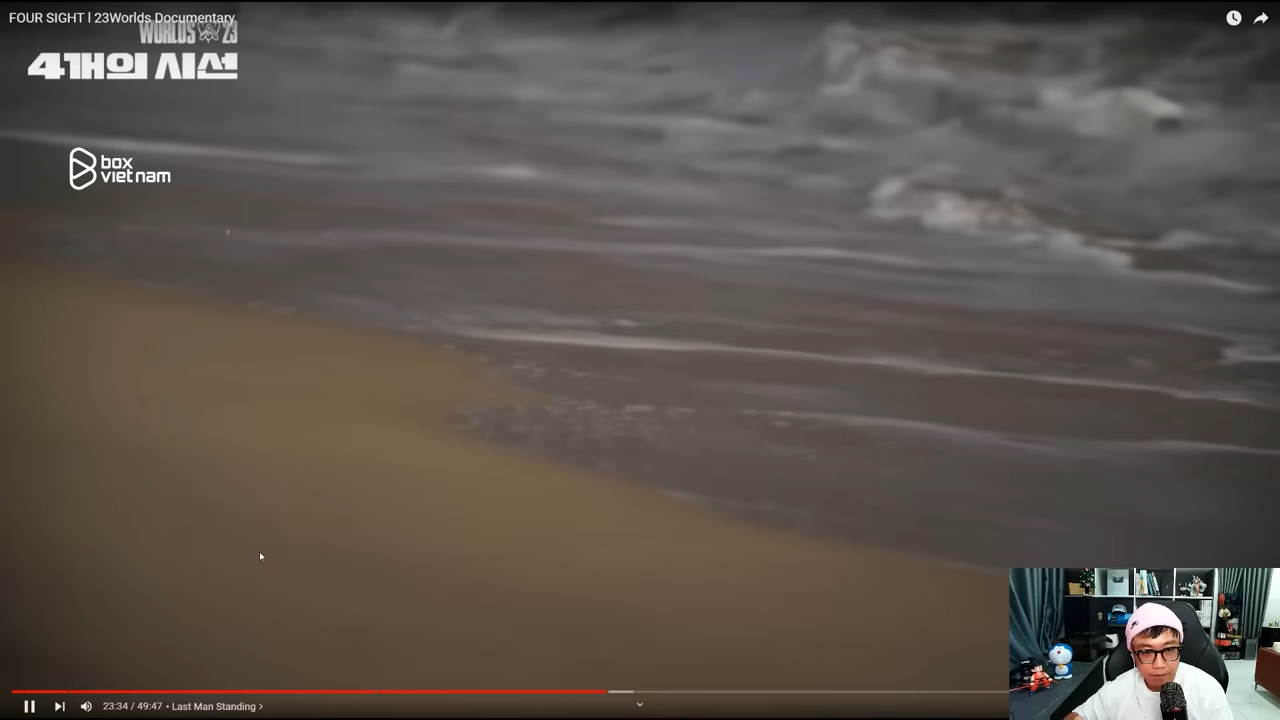 FOUR SIGHT | 23Worlds Documentary
WORLDS 23
4개의 시선
box
việt nam
23:34 / 49:47 • Last Man Standing >